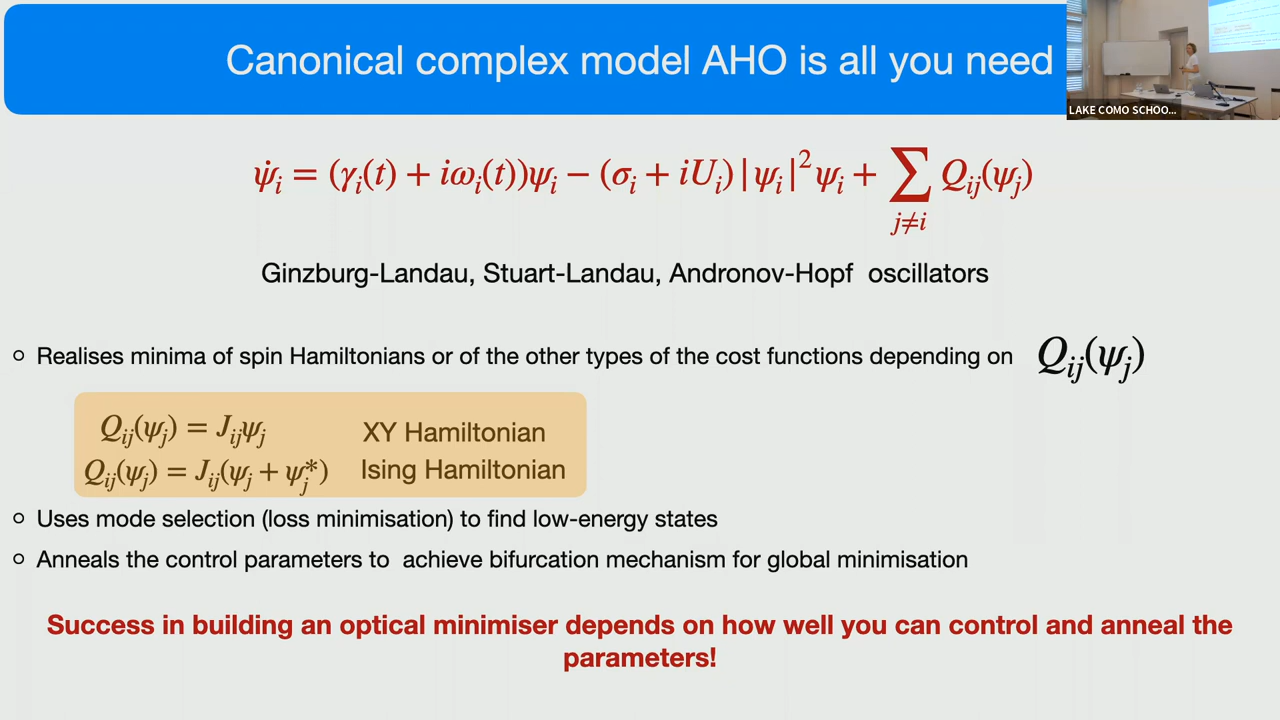 Canonical complex model AHO is all you need
LAKE COMO SCHOO...
ψ̇ᵢ = (γᵢ(t) + iωᵢ(t))ψᵢ − (σᵢ + iUᵢ)|ψᵢ|²ψᵢ + ∑ Qᵢⱼ(ψⱼ)
j≠i
Ginzburg-Landau, Stuart-Landau, Andronov-Hopf oscillators
○ Realises minima of spin Hamiltonians or of the other types of the cost functions depending on Qᵢⱼ(ψⱼ)
Qᵢⱼ(ψⱼ) = Jᵢⱼψⱼ XY Hamiltonian
Qᵢⱼ(ψⱼ) = Jᵢⱼ(ψⱼ + ψⱼ*) Ising Hamiltonian
○ Uses mode selection (loss minimisation) to find low-energy states
○ Anneals the control parameters to achieve bifurcation mechanism for global minimisation
Success in building an optical minimiser depends on how well you can control and anneal the
parameters!